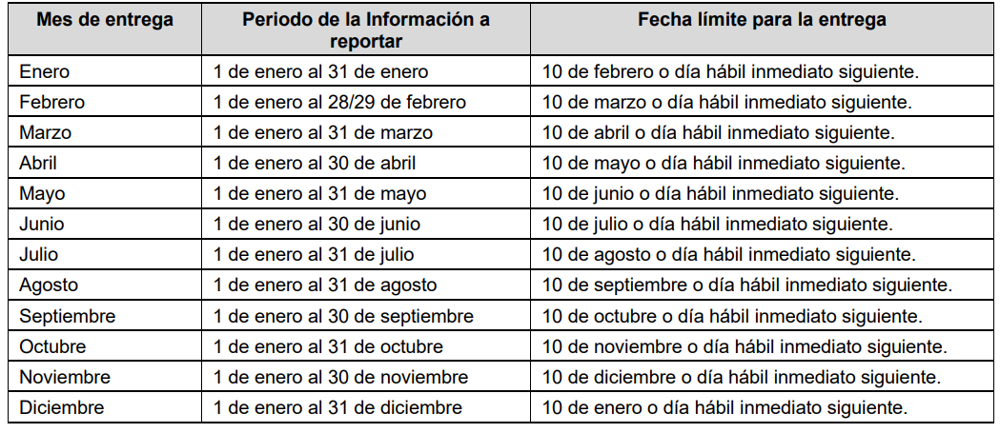 Mes de entrega Periodo de la Información a reportar Fecha límite para la entrega
Enero 1 de enero al 31 de enero 10 de febrero o día hábil inmediato siguiente.
Febrero 1 de enero al 28/29 de febrero 10 de marzo o día hábil inmediato siguiente.
Marzo 1 de enero al 31 de marzo 10 de abril o día hábil inmediato siguiente.
Abril 1 de enero al 30 de abril 10 de mayo o día hábil inmediato siguiente.
Mayo 1 de enero al 31 de mayo 10 de junio o día hábil inmediato siguiente.
Junio 1 de enero al 30 de junio 10 de julio o día hábil inmediato siguiente.
Julio 1 de enero al 31 de julio 10 de agosto o día hábil inmediato siguiente.
Agosto 1 de enero al 31 de agosto 10 de septiembre o día hábil inmediato siguiente.
Septiembre 1 de enero al 30 de septiembre 10 de octubre o día hábil inmediato siguiente.
Octubre 1 de enero al 31 de octubre 10 de noviembre o día hábil inmediato siguiente.
Noviembre 1 de enero al 30 de noviembre 10 de diciembre o día hábil inmediato siguiente.
Diciembre 1 de enero al 31 de diciembre 10 de enero o día hábil inmediato siguiente.